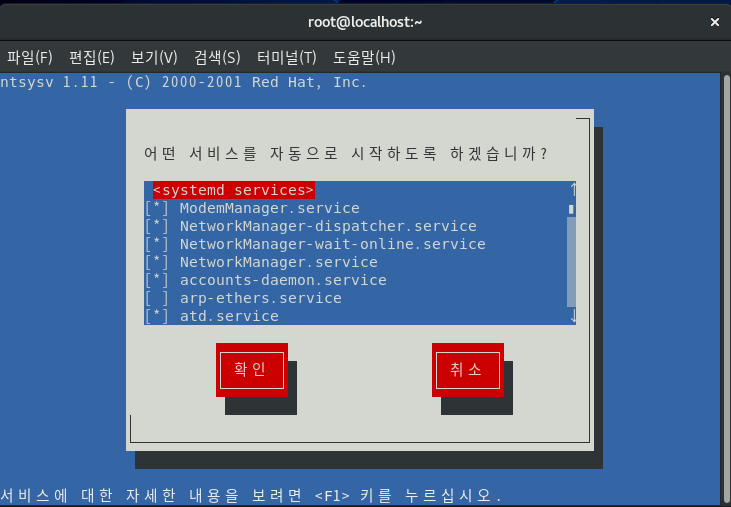 root@localhost:~ ×
파일(F) 편집(E) 보기(V) 검색(S) 터미널(T) 도움말(H)
ntsysv 1.11 - (C) 2000-2001 Red Hat, Inc.
어떤 서비스를 자동으로 시작하도록 하겠습니까?
<systemd services> ↑
[*] ModemManager.service
[*] NetworkManager-dispatcher.service
[*] NetworkManager-wait-online.service
[*] NetworkManager.service
[*] accounts-daemon.service
[ ] arp-ethers.service
[*] atd.service ↓
확인 취소
서비스에 대한 자세한 내용을 보려면 <F1> 키를 누르십시오.